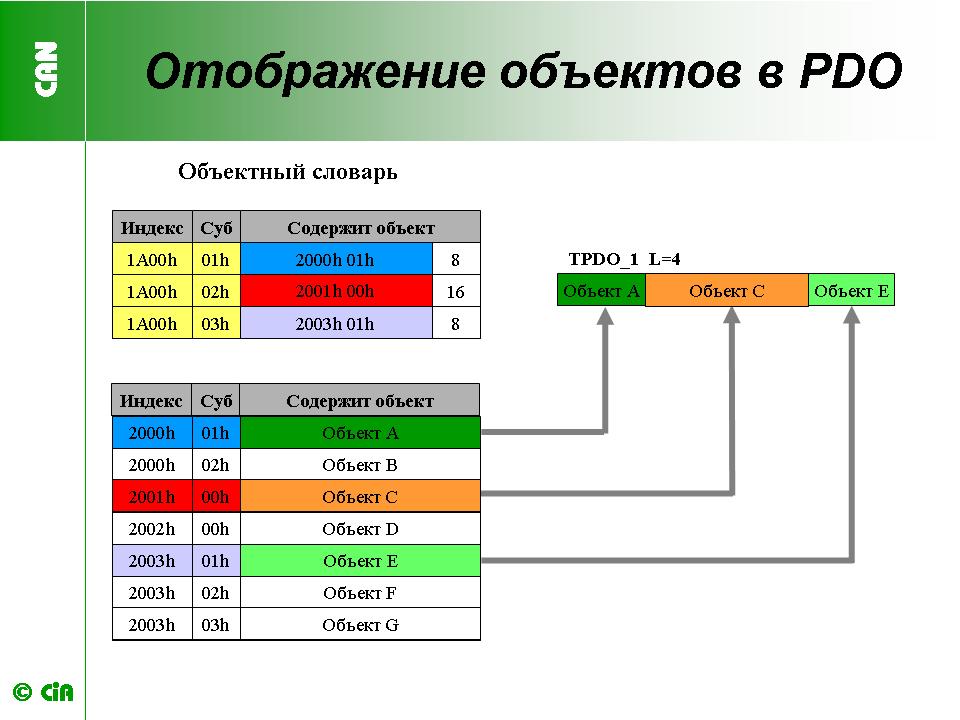 CAN
Отображение объектов в PDO
Объектный словарь
Индекс Суб Содержит объект
1A00h 01h 2000h 01h 8
1A00h 02h 2001h 00h 16
1A00h 03h 2003h 01h 8
TPDO_1 L=4
Объект A Объект C Объект E
Индекс Суб Содержит объект
2000h 01h Объект A
2000h 02h Объект B
2001h 00h Объект C
2002h 00h Объект D
2003h 01h Объект E
2003h 02h Объект F
2003h 03h Объект G
© CiA